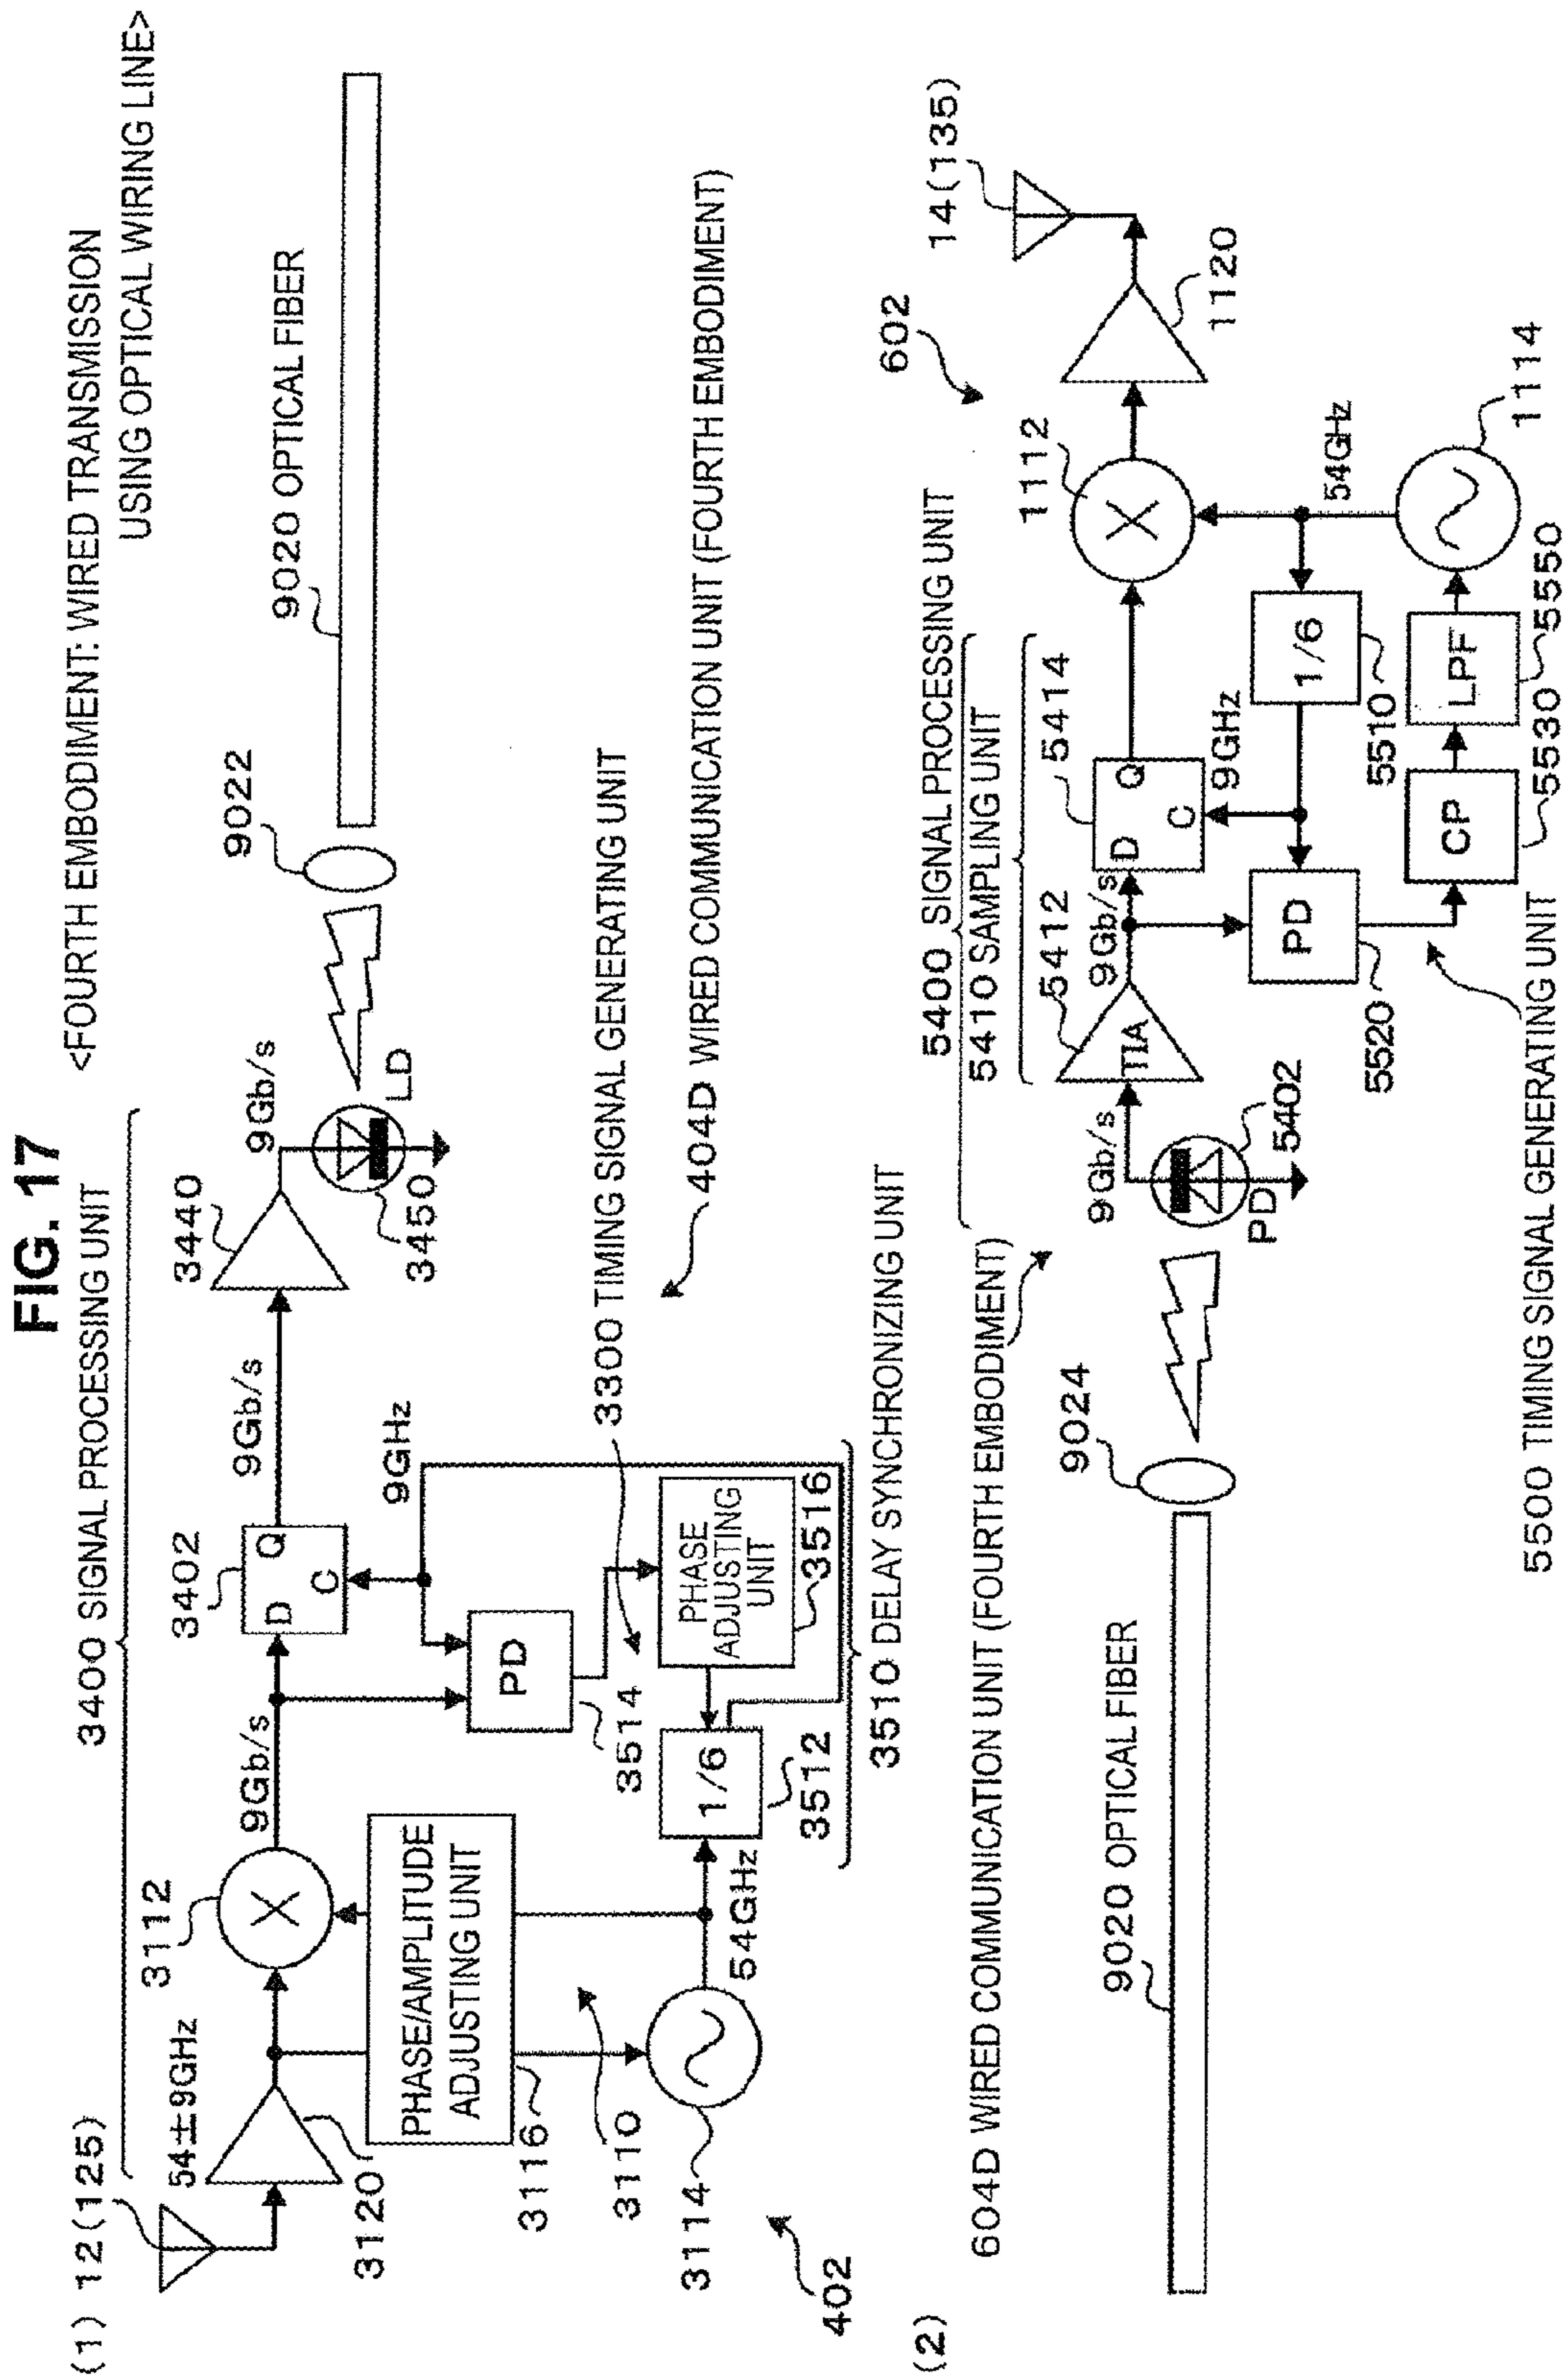 FIG. 17
<FOURTH EMBODIMENT: WIRED TRANSMISSION
USING OPTICAL WIRING LINE>
(1)
12(125)
3400 SIGNAL PROCESSING UNIT
54±9GHz
3120
3112
9Gb/s
3402
D
Q
C
9Gb/s
3440
9Gb/s
LD
3450
9022
9020 OPTICAL FIBER
PHASE/AMPLITUDE
ADJUSTING UNIT
3116
3110
3114
54GHz
402
PD
3514
9GHz
PHASE
ADJUSTING
UNIT
3516
1/6
3512
3510 DELAY SYNCHRONIZING UNIT
3300 TIMING SIGNAL GENERATING UNIT
404D WIRED COMMUNICATION UNIT (FOURTH EMBODIMENT)
(2)
604D WIRED COMMUNICATION UNIT (FOURTH EMBODIMENT)
9020 OPTICAL FIBER
9024
5400 SIGNAL PROCESSING UNIT
5410 SAMPLING UNIT
9Gb/s
PD
5402
5412
TIA
9Gb/s
5414
D
Q
C
9GHz
PD
5520
1/6
5510
CP
5530
LPF
5550
1112
54GHz
1114
602
1120
14(135)
5500 TIMING SIGNAL GENERATING UNIT